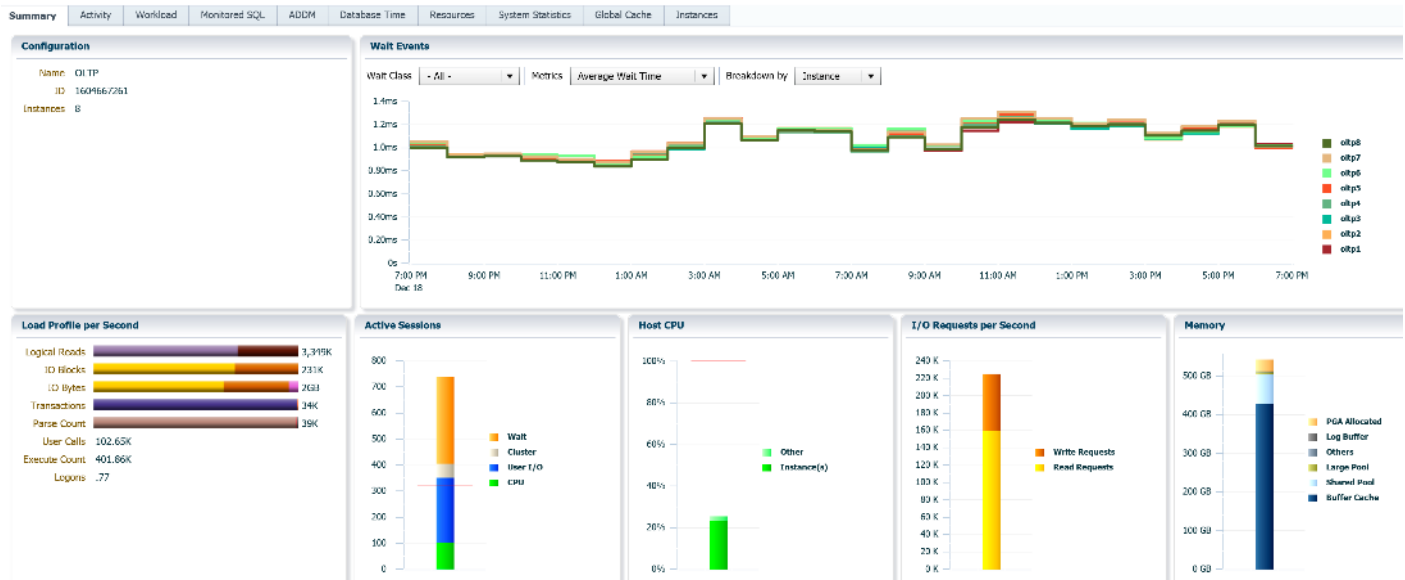 Summary Activity Workload Monitored SQL ADDM Database Time Resources System Statistics Global Cache Instances
Configuration
Name OLTP
ID 1604667261
Instances 8
Wait Events
Wait Class - All - Metrics Average Wait Time Breakdown by Instance
1.4ms
1.2ms
1.0ms
0.80ms
0.60ms
0.40ms
0.20ms
0s
7:00 PM 9:00 PM 11:00 PM 1:00 AM 3:00 AM 5:00 AM 7:00 AM 9:00 AM 11:00 AM 1:00 PM 3:00 PM 5:00 PM 7:00 PM
Dec 18
oltp8
oltp7
oltp6
oltp5
oltp4
oltp3
oltp2
oltp1
Load Profile per Second
Logical Reads 3,349K
IO Blocks 231K
IO Bytes 2GB
Transactions 34K
Parse Count 39K
User Calls 102.65K
Execute Count 401.86K
Logons .77
Active Sessions
800
700
600
500
400
300
200
100
0
Wait
Cluster
User I/O
CPU
Host CPU
100%
80%
60%
40%
20%
0%
Other
Instance(s)
I/O Requests per Second
240 K
220 K
200 K
180 K
160 K
140 K
120 K
100 K
80 K
60 K
40 K
20 K
0 K
Write Requests
Read Requests
Memory
500 GB
400 GB
300 GB
200 GB
100 GB
0 GB
PGA Allocated
Log Buffer
Others
Large Pool
Shared Pool
Buffer Cache